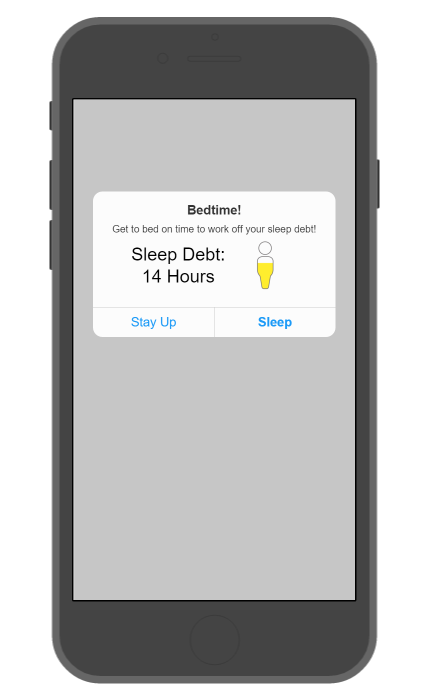 Bedtime!
Get to bed on time to work off your sleep debt!
Sleep Debt:
14 Hours
Stay Up
Sleep